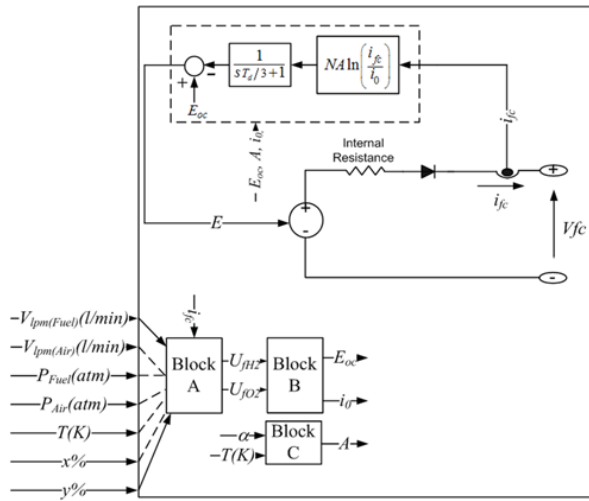 1
sT_d/3+1
NA ln(i_fc/i_0)
+
−
E_oc
E_oc, A, i_0,
i_fc
Internal
Resistance
+
i_fc
E
+
-
Vfc
-
V_lpm(Fuel)(l/min)
V_lpm(Air)(l/min)
P_Fuel(atm)
P_Air(atm)
T(K)
x%
y%
i_fc
Block
A
U_fH2
U_fO2
Block
B
E_oc
i_0
α
T(K)
Block
C
A